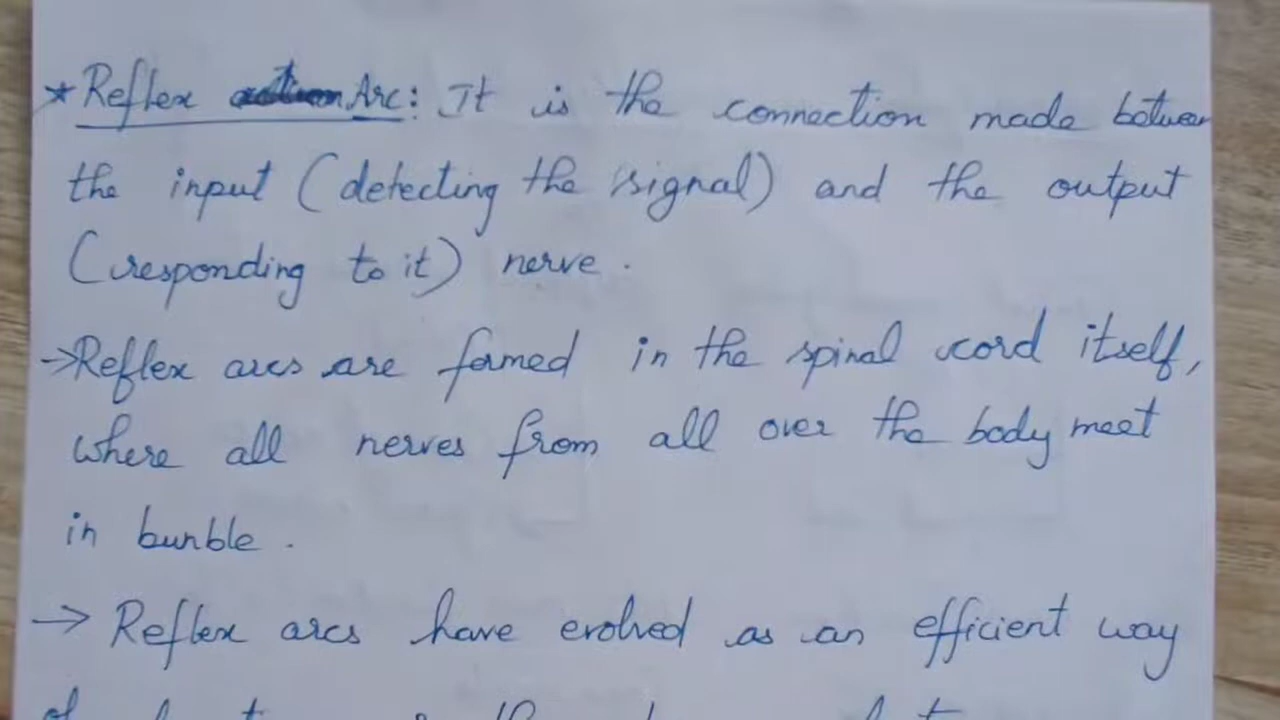 * Reflex Arc: It is the connection made between
the input (detecting the signal) and the output
(responding to it) nerve.
→ Reflex arcs are formed in the spinal cord itself,
where all nerves from all over the body meet
in bunble.
→ Reflex arcs have evolved as an efficient way